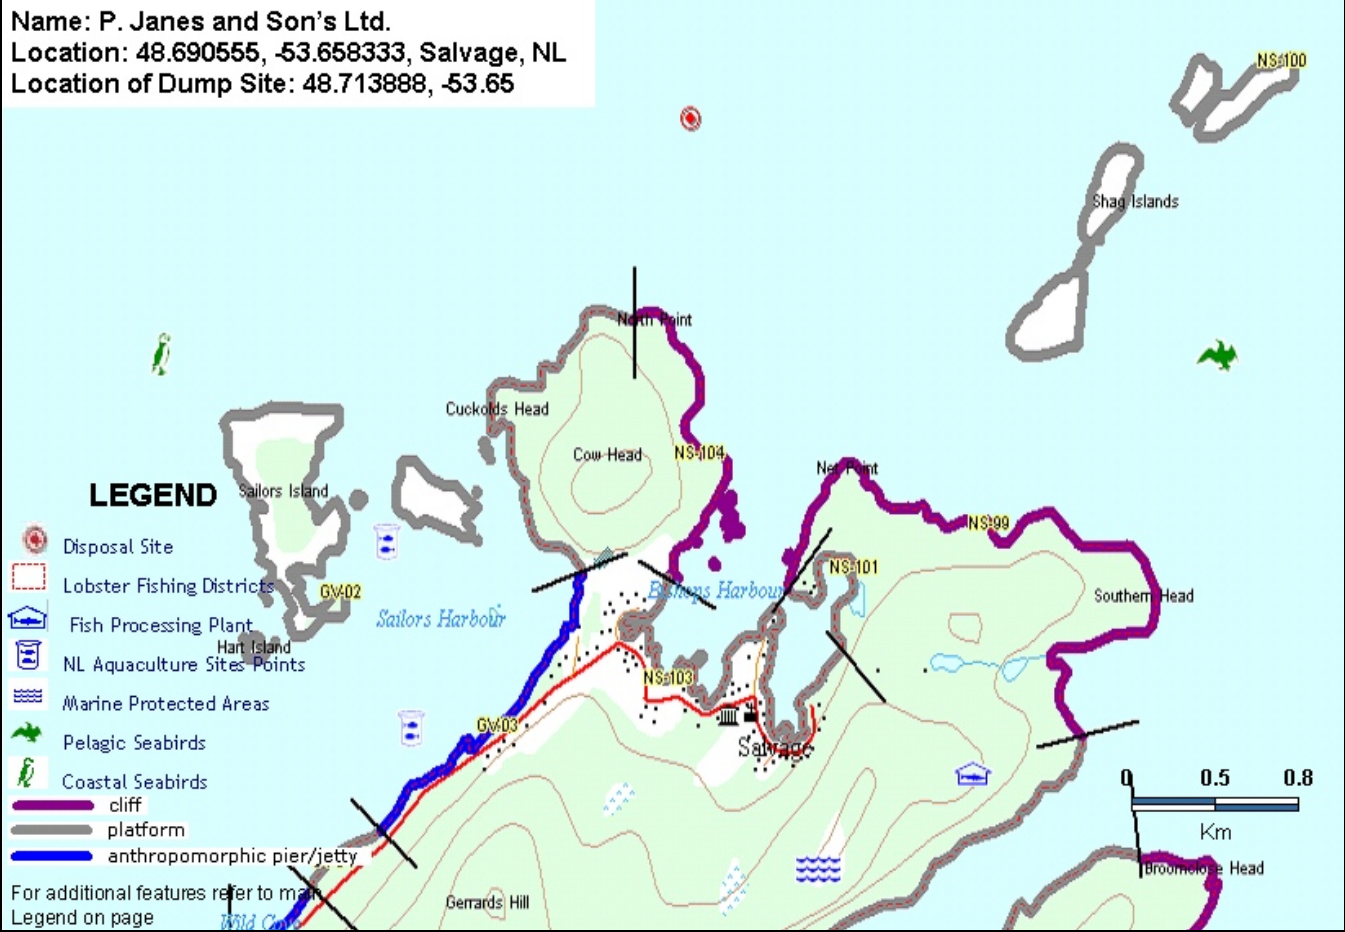 Name: P. Janes and Son's Ltd.
Location: 48.690555, -53.658333, Salvage, NL
Location of Dump Site: 48.713888, -53.65
NS-100
Shag Islands
North Point
Cuckolds Head
Cow Head
NS-104
Net Point
LEGEND
Sailors Island
NS-99
Disposal Site
Lobster Fishing Districts
GV-02
NS-101
Bishops Harbour
Southern Head
Fish Processing Plant
Sailors Harbour
Hart Island
NL Aquaculture Sites Points
NS-103
Marine Protected Areas
GV-03
Pelagic Seabirds
Salvage
Coastal Seabirds
0 0.5 0.8
Km
cliff
platform
anthropomorphic pier/jetty
Broomclose Head
For additional features refer to main
Legend on page
Gerrards Hill
Wild Cove